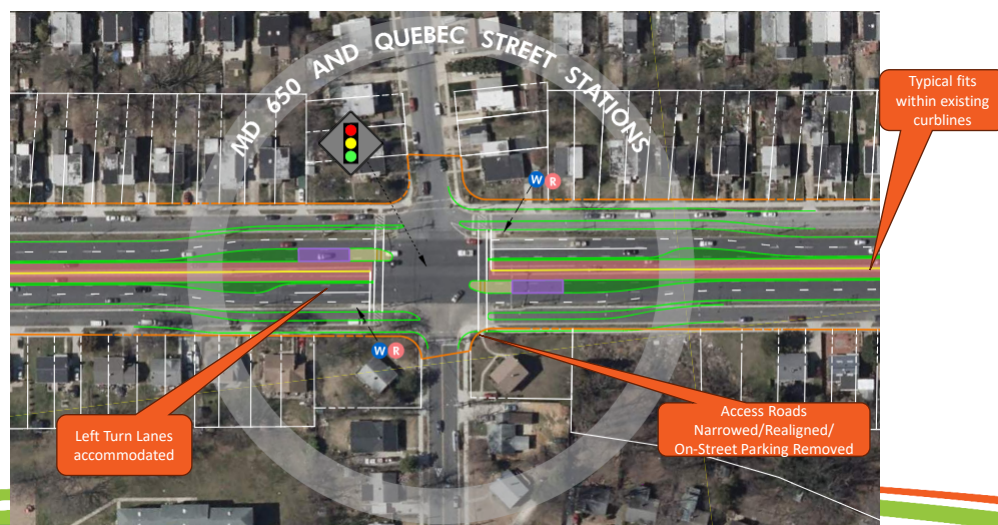 MD 650 AND QUEBEC STREET STATIONS
Typical fits
within existing
curblines
W R
W R
Left Turn Lanes
accommodated
Access Roads
Narrowed/Realigned/
On-Street Parking Removed